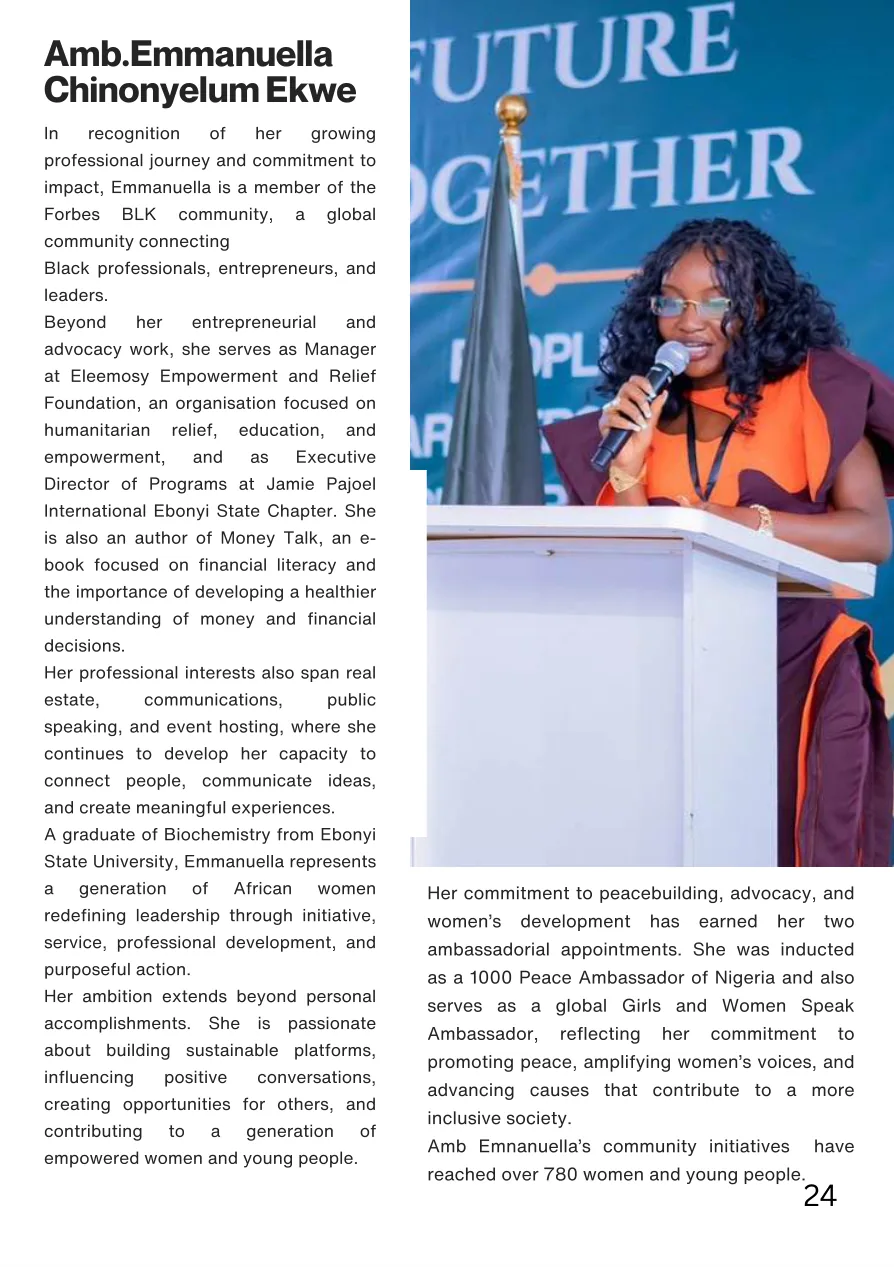 Amb.Emmanuella
Chinonyelum Ekwe
In recognition of her growing
professional journey and commitment to
impact, Emmanuella is a member of the
Forbes BLK community, a global
community connecting
Black professionals, entrepreneurs, and
leaders.
Beyond her entrepreneurial and
advocacy work, she serves as Manager
at Eleemosy Empowerment and Relief
Foundation, an organisation focused on
humanitarian relief, education, and
empowerment, and as Executive
Director of Programs at Jamie Pajoel
International Ebonyi State Chapter. She
is also an author of Money Talk, an e-
book focused on financial literacy and
the importance of developing a healthier
understanding of money and financial
decisions.
Her professional interests also span real
estate, communications, public
speaking, and event hosting, where she
continues to develop her capacity to
connect people, communicate ideas,
and create meaningful experiences.
A graduate of Biochemistry from Ebonyi
State University, Emmanuella represents
a generation of African women
redefining leadership through initiative,
service, professional development, and
purposeful action.
Her ambition extends beyond personal
accomplishments. She is passionate
about building sustainable platforms,
influencing positive conversations,
creating opportunities for others, and
contributing to a generation of
empowered women and young people.
FUTURE
OGETHER
PEOPL
Her commitment to peacebuilding, advocacy, and
women's development has earned her two
ambassadorial appointments. She was inducted
as a 1000 Peace Ambassador of Nigeria and also
serves as a global Girls and Women Speak
Ambassador, reflecting her commitment to
promoting peace, amplifying women's voices, and
advancing causes that contribute to a more
inclusive society.
Amb Emnanuella's community initiatives have
reached over 780 women and young people.
24